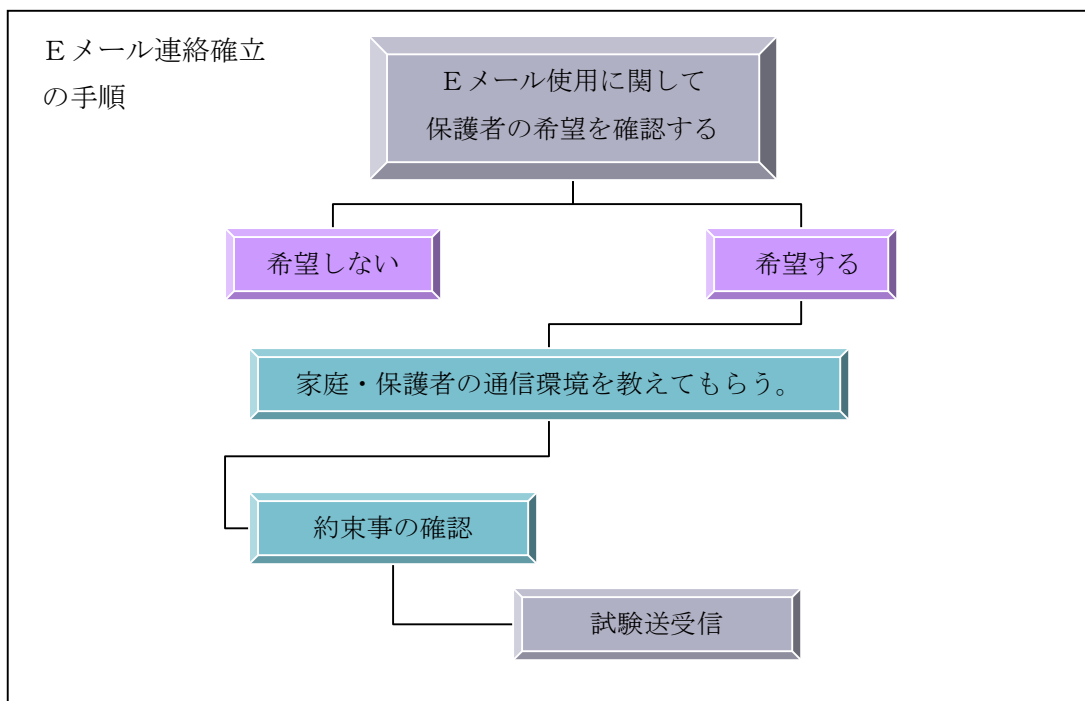 Ｅメール連絡確立
の手順
Ｅメール使用に関して
保護者の希望を確認する
希望しない
希望する
家庭・保護者の通信環境を教えてもらう。
約束事の確認
試験送受信